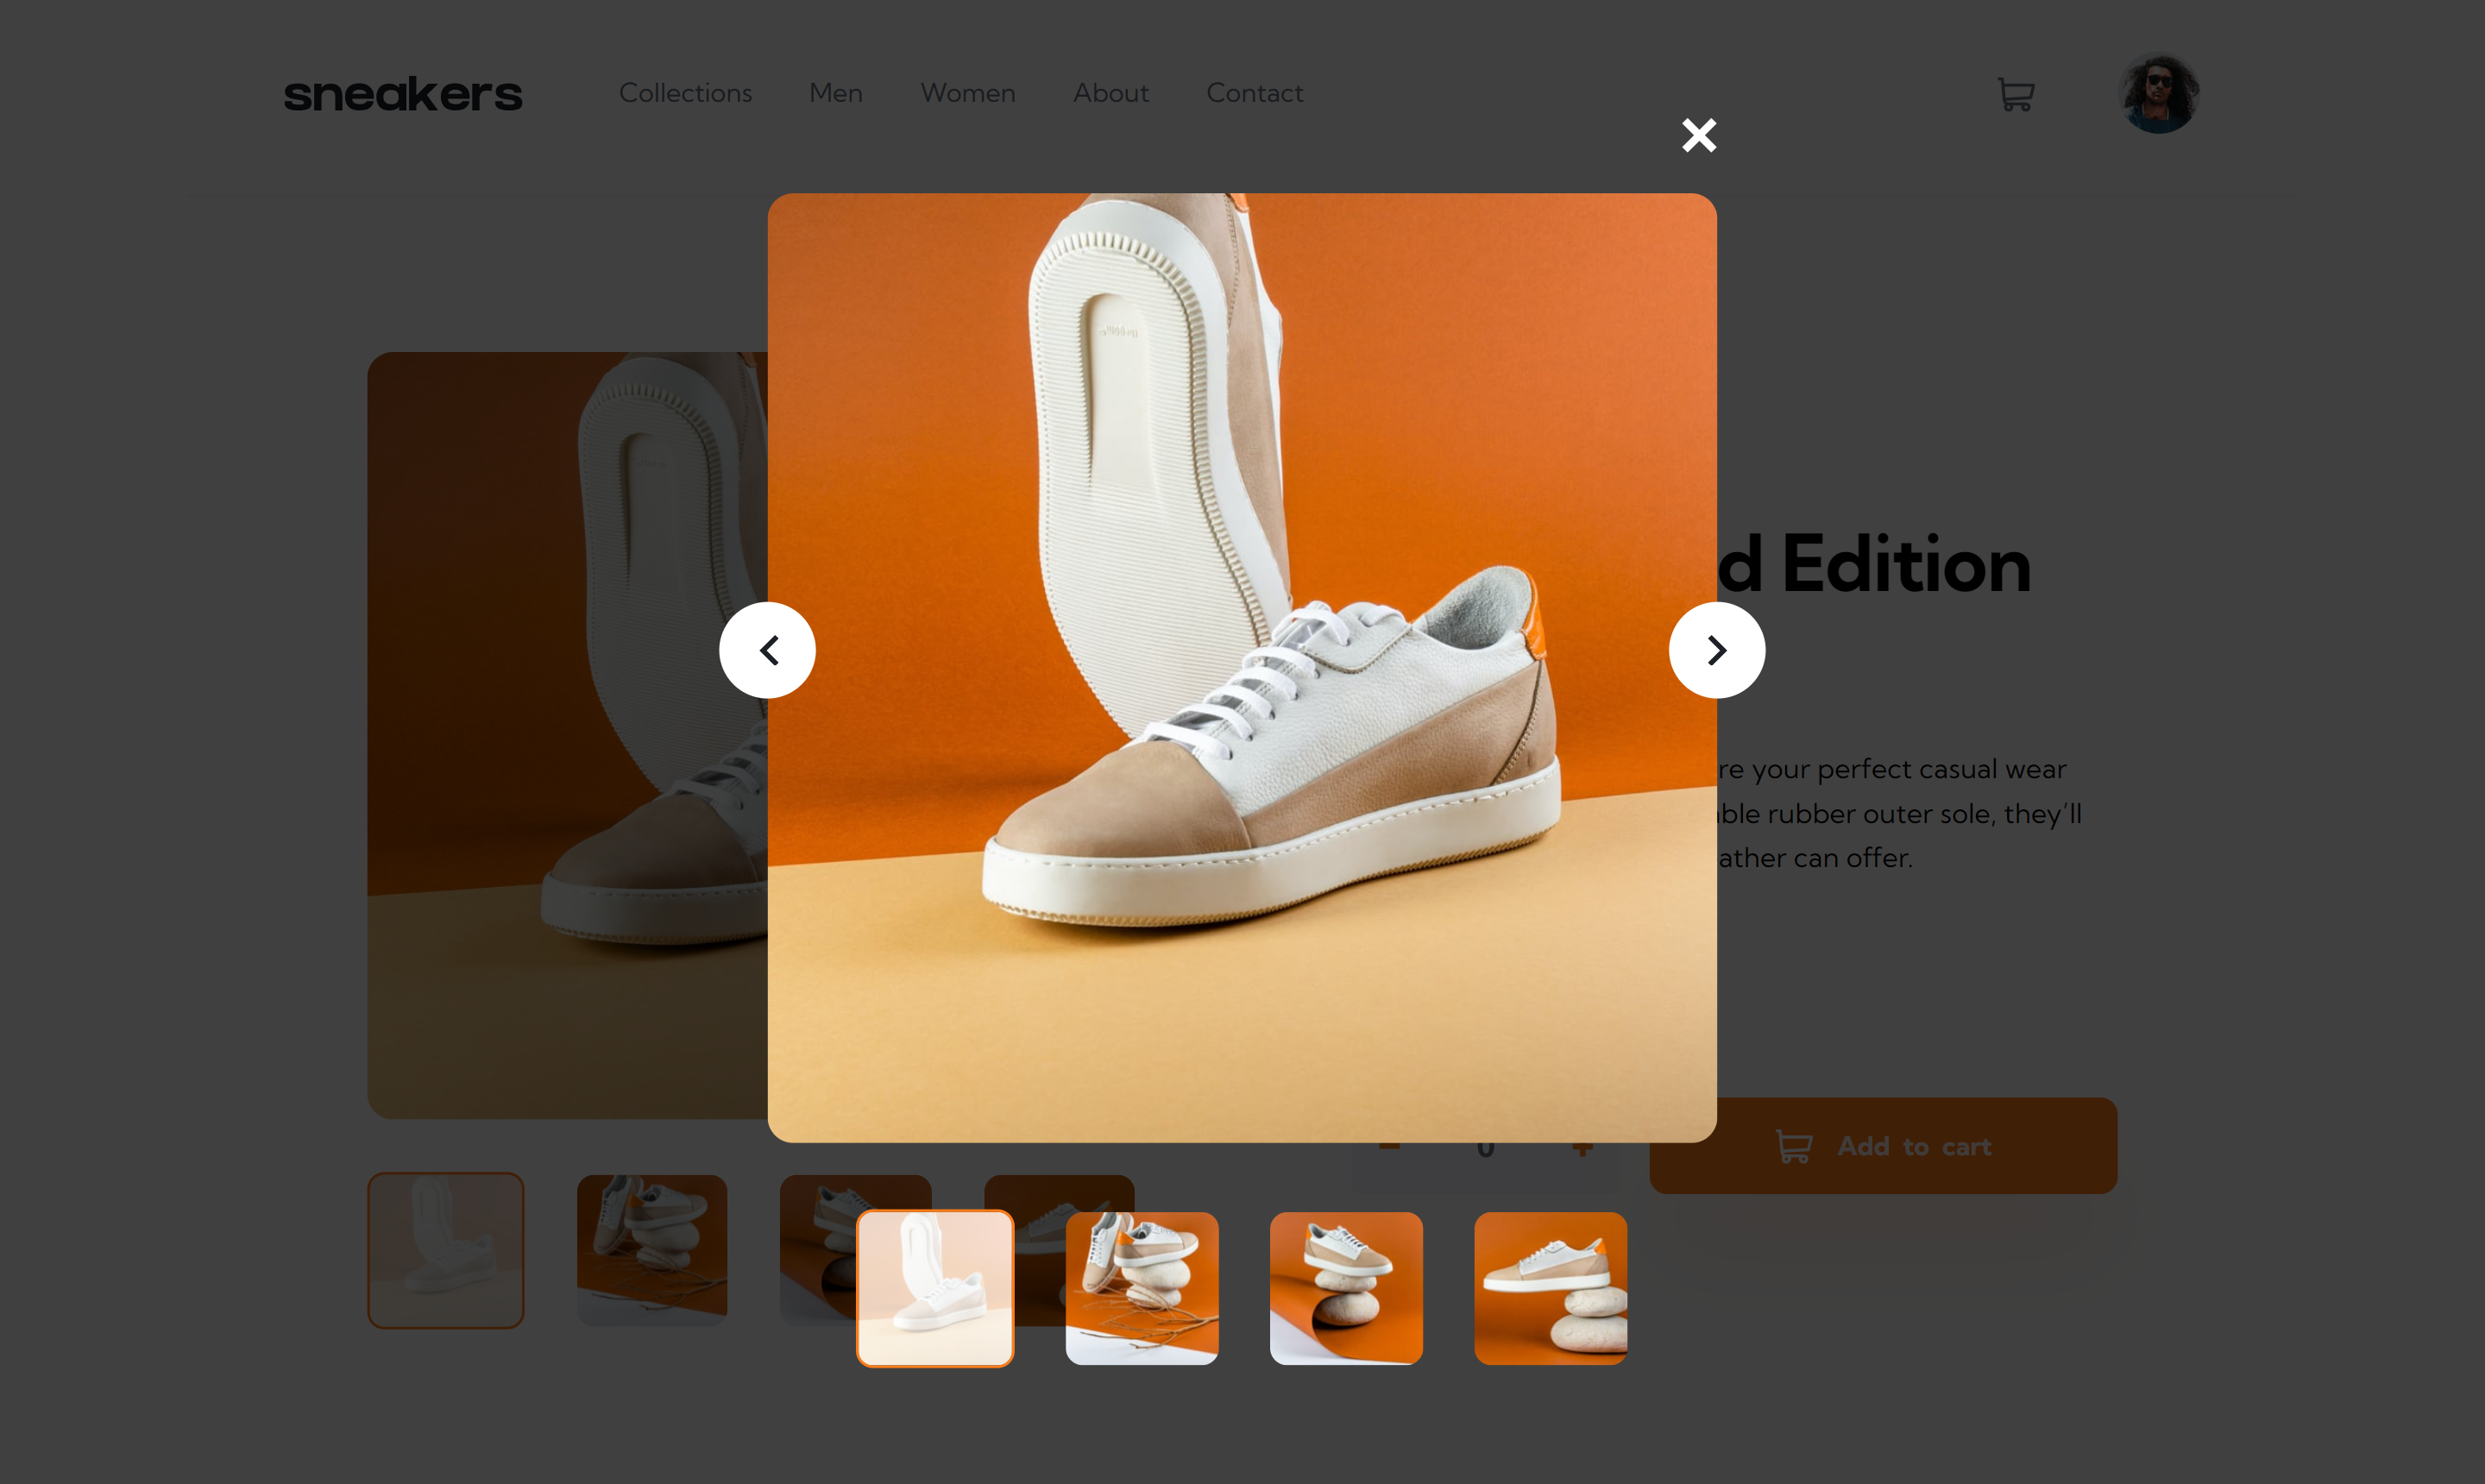 sneakers
Collections Men Women About Contact
d Edition
re your perfect casual wear
ble rubber outer sole, they’ll
ather can offer.
0
Add to cart